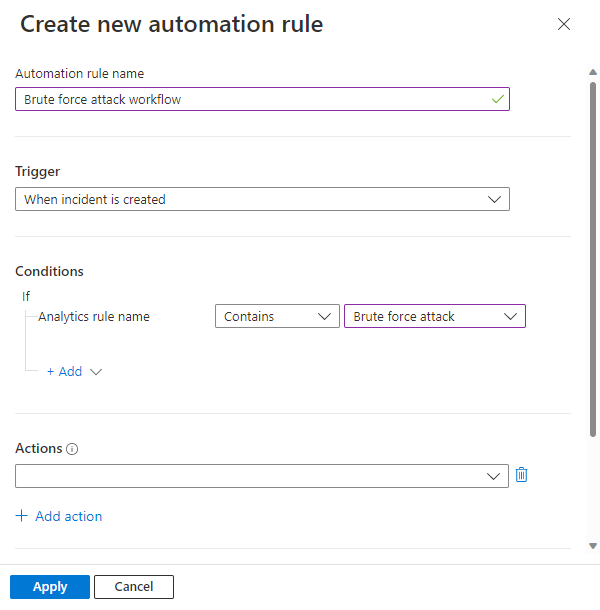 Create new automation rule
Automation rule name
Brute force attack workflow
Trigger
When incident is created
Conditions
If
Analytics rule name Contains Brute force attack
+ Add
Actions
+ Add action
Apply Cancel